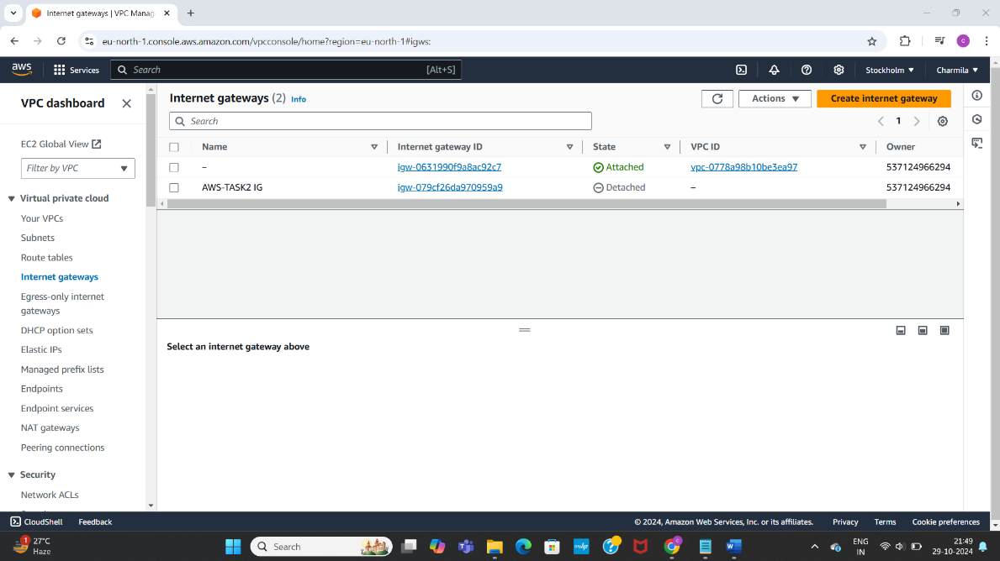 Internet gateways | VPC Manag
eu-north-1.console.aws.amazon.com/vpcconsole/home?region=eu-north-1#igws:
C
aws
Services
Search [Alt+S]
Stockholm
Charmila
VPC dashboard
EC2 Global View
Filter by VPC
Virtual private cloud
Your VPCs
Subnets
Route tables
Internet gateways
Egress-only internet
gateways
DHCP option sets
Elastic IPs
Managed prefix lists
Endpoints
Endpoint services
NAT gateways
Peering connections
Security
Network ACLs
Internet gateways (2) Info
Actions
Create internet gateway
Search
1
Name Internet gateway ID State VPC ID Owner
– igw-0631990f9a8ac92c7 Attached vpc-0778a98b10be3ea97 537124966294
AWS-TASK2 IG igw-079cf26da970959a9 Detached – 537124966294
Select an internet gateway above
CloudShell Feedback © 2024, Amazon Web Services, Inc. or its affiliates. Privacy Terms Cookie preferences
1
27°C
Haze
Search
ENG
IN
21:49
29-10-2024